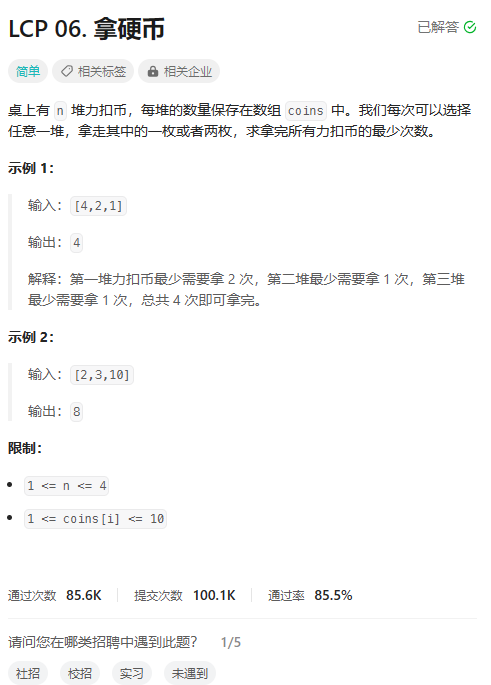 LCP 06. 拿硬币
已解答
简单 相关标签 相关企业
桌上有 n 堆力扣币，每堆的数量保存在数组 coins 中。我们每次可以选择
任意一堆，拿走其中的一枚或者两枚，求拿完所有力扣币的最少次数。
示例 1：
输入：[4,2,1]
输出：4
解释：第一堆力扣币最少需要拿 2 次，第二堆最少需要拿 1 次，第三堆
最少需要拿 1 次，总共 4 次即可拿完。
示例 2：
输入：[2,3,10]
输出：8
限制：
1 <= n <= 4
1 <= coins[i] <= 10
通过次数 85.6K 提交次数 100.1K 通过率 85.5%
请问您在哪类招聘中遇到此题？ 1/5
社招 校招 实习 未遇到